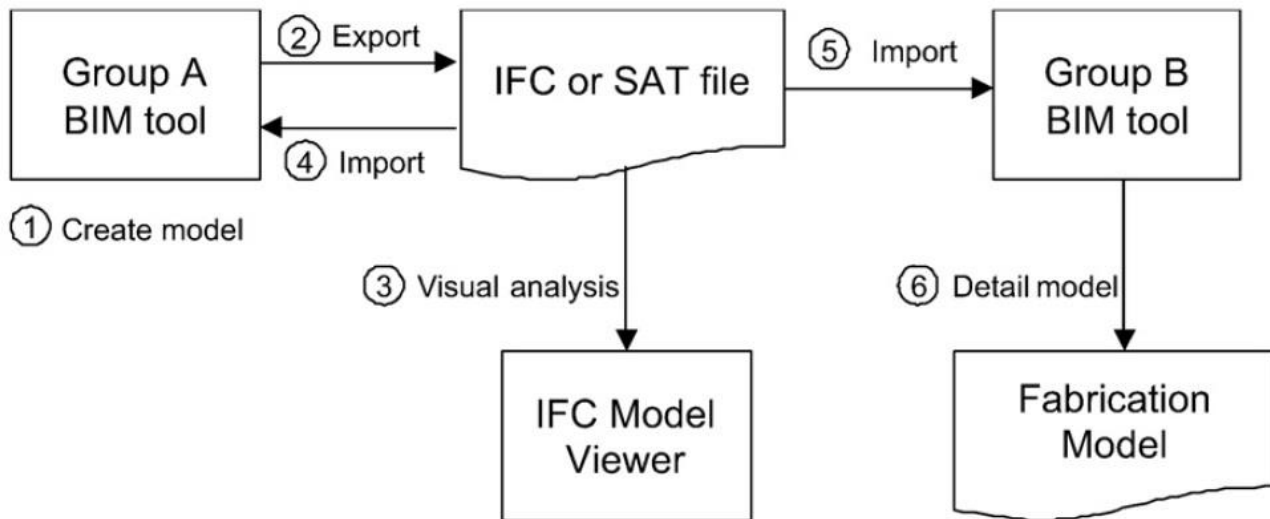 Group A
BIM tool
② Export
④ Import
① Create model
IFC or SAT file
⑤ Import
Group B
BIM tool
③ Visual analysis
⑥ Detail model
IFC Model
Viewer
Fabrication
Model